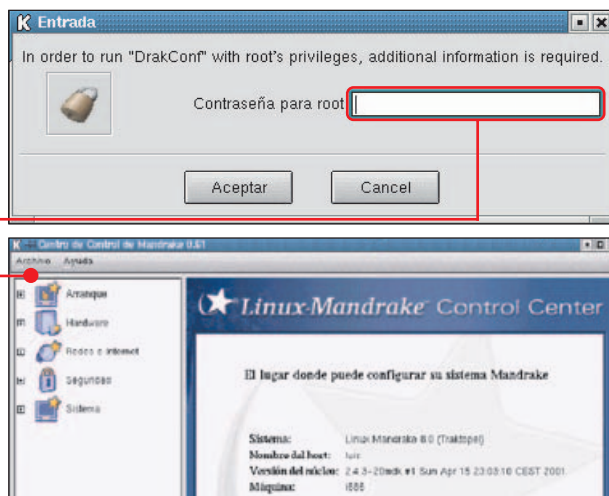 Entrada
In order to run "DrakConf" with root's privileges, additional information is required.
Contraseña para root
Aceptar
Cancel
Centro de Control de Mandrake 0.61
Archivo Ayuda
Arranque
Hardware
Redes e Internet
Seguridad
Sistema
Linux-Mandrake Control Center
El lugar donde puede configurar su sistema Mandrake
Sistema: Linux Mandrake 8.0 (Traktopel)
Nombre del host:
Versión del núcleo: 2.4.3-20mdk #1 Sun Apr 15 23:03:10 CEST 2001
Máquina: i686